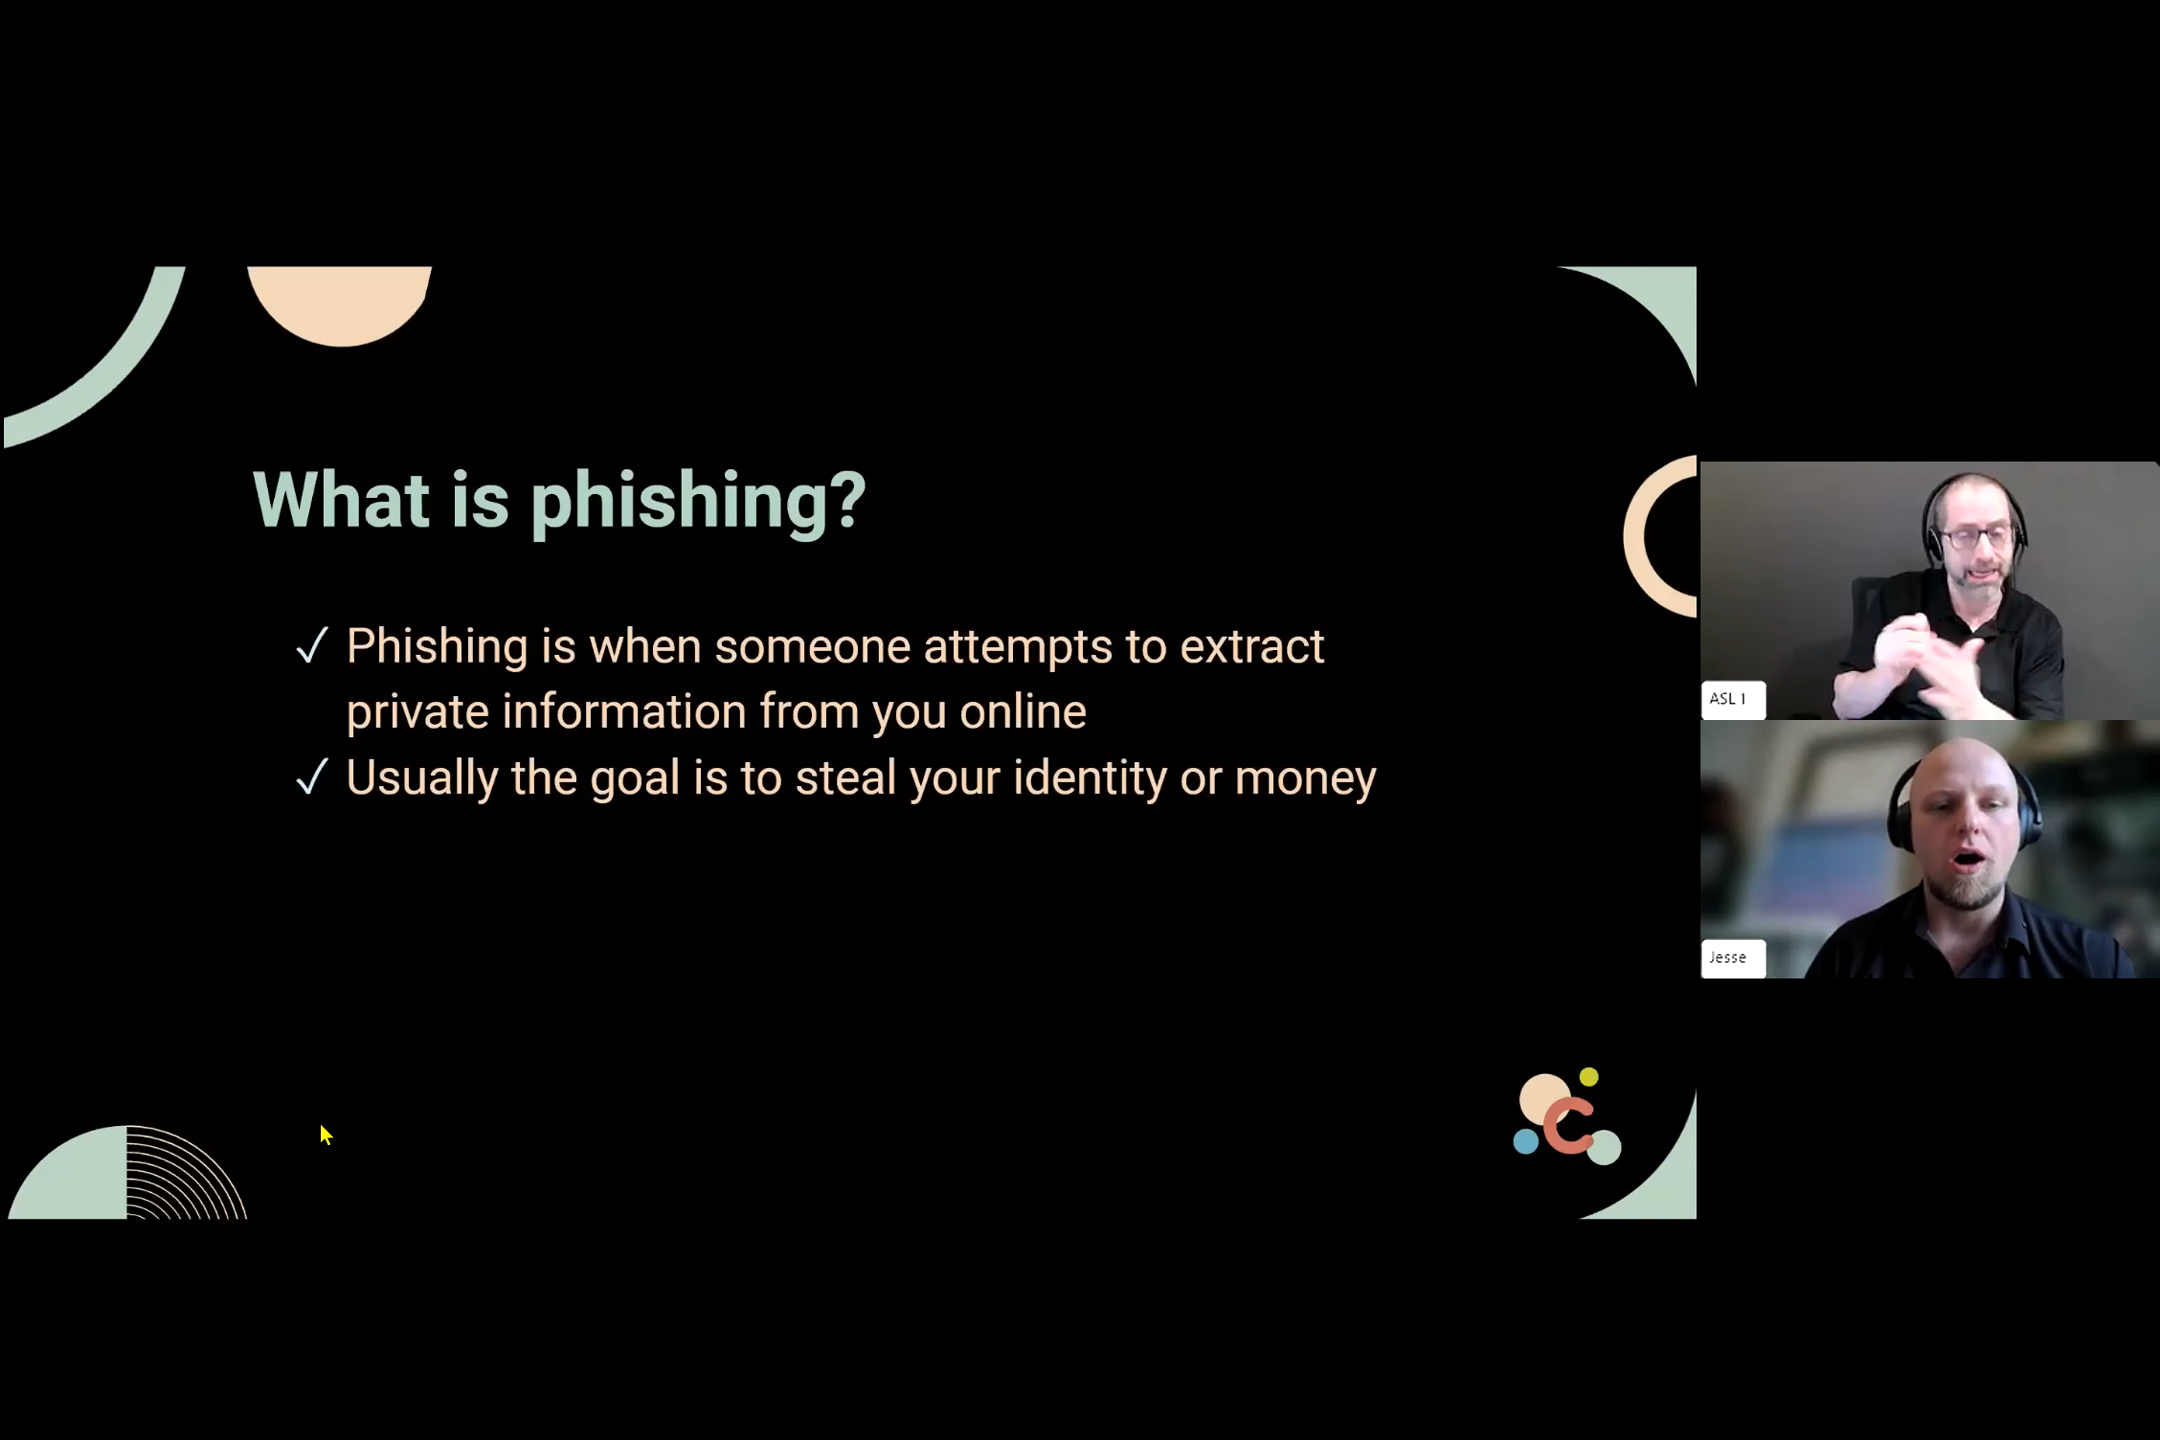 What is phishing?
✓ Phishing is when someone attempts to extract
private information from you online
✓ Usually the goal is to steal your identity or money
ASL 1
Jesse